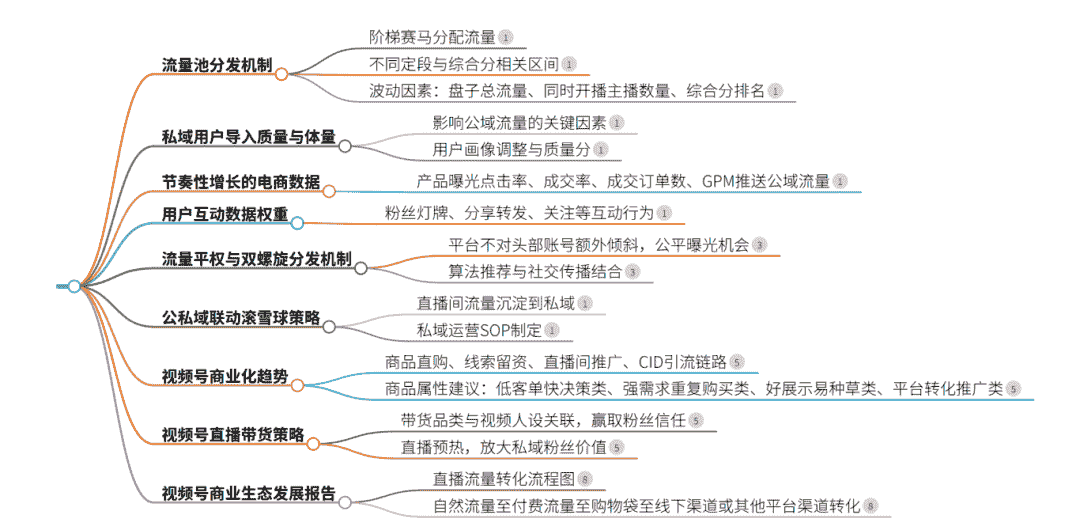 流量池分发机制
阶梯赛马分配流量 1
不同定段与综合分相关区间 1
波动因素：盘子总流量、同时开播主播数量、综合分排名 1
私域用户导入质量与体量
影响公域流量的关键因素 1
用户画像调整与质量分 1
节奏性增长的电商数据
产品曝光点击率、成交率、成交订单数、GPM推送公域流量 1
用户互动数据权重
粉丝灯牌、分享转发、关注等互动行为 1
流量平权与双螺旋分发机制
平台不对头部账号额外倾斜，公平曝光机会 3
算法推荐与社交传播结合 3
公私域联动滚雪球策略
直播间流量沉淀到私域 1
私域运营SOP制定 1
视频号商业化趋势
商品直购、线索留资、直播间推广、CID引流链路 5
商品属性建议：低客单快决策类、强需求重复购买类、好展示易种草类、平台转化推广类 5
视频号直播带货策略
带货品类与视频人设关联，赢取粉丝信任 5
直播预热，放大私域粉丝价值 5
视频号商业生态发展报告
直播流量转化流程图 8
自然流量至付费流量至购物袋至线下渠道或其他平台渠道转化 8